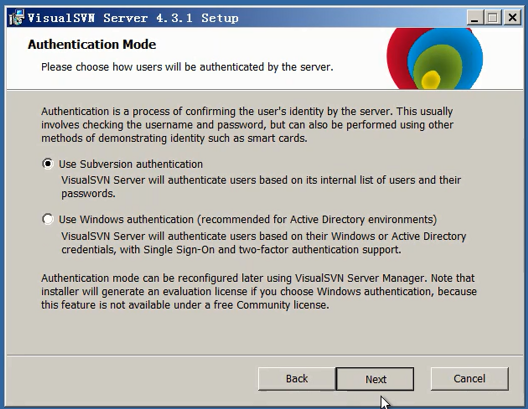 VisualSVN Server 4.3.1 Setup
Authentication Mode
Please choose how users will be authenticated by the server.
Authentication is a process of confirming the user's identity by the server. This usually
involves checking the username and password, but can also be performed using other
methods of demonstrating identity such as smart cards.
Use Subversion authentication
VisualSVN Server will authenticate users based on its internal list of users and their
passwords.
Use Windows authentication (recommended for Active Directory environments)
VisualSVN Server will authenticate users based on their Windows or Active Directory
credentials, with Single Sign-On and two-factor authentication support.
Authentication mode can be reconfigured later using VisualSVN Server Manager. Note that
installer will generate an evaluation license if you choose Windows authentication, because
this feature is not available under a free Community license.
Back
Next
Cancel